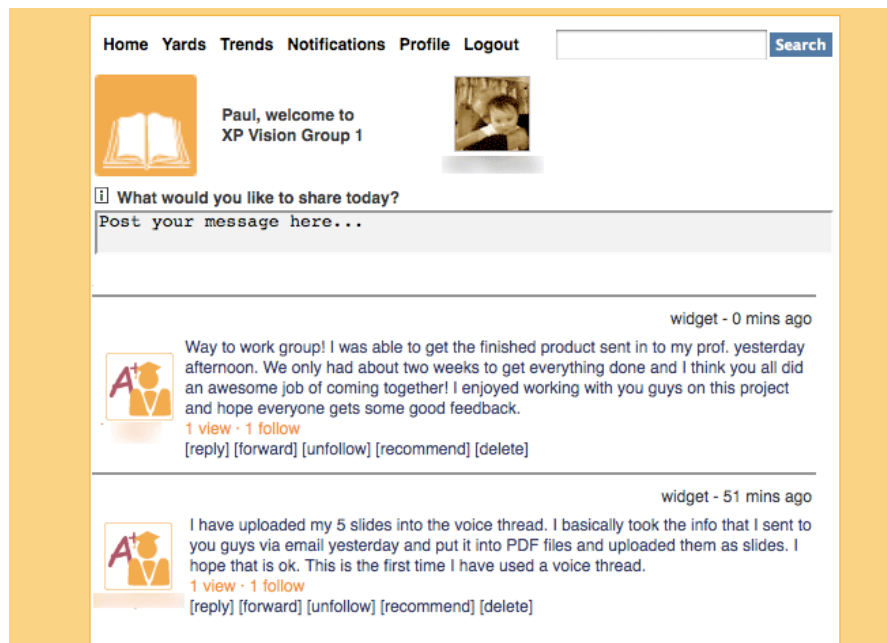 Home Yards Trends Notifications Profile Logout Search
Paul, welcome to
XP Vision Group 1
i What would you like to share today?
Post your message here...
widget - 0 mins ago
Way to work group! I was able to get the finished product sent in to my prof. yesterday
afternoon. We only had about two weeks to get everything done and I think you all did
an awesome job of coming together! I enjoyed working with you guys on this project
and hope everyone gets some good feedback.
A+
1 view · 1 follow
[reply] [forward] [unfollow] [recommend] [delete]
widget - 51 mins ago
I have uploaded my 5 slides into the voice thread. I basically took the info that I sent to
you guys via email yesterday and put it into PDF files and uploaded them as slides. I
hope that is ok. This is the first time I have used a voice thread.
A+
1 view · 1 follow
[reply] [forward] [unfollow] [recommend] [delete]